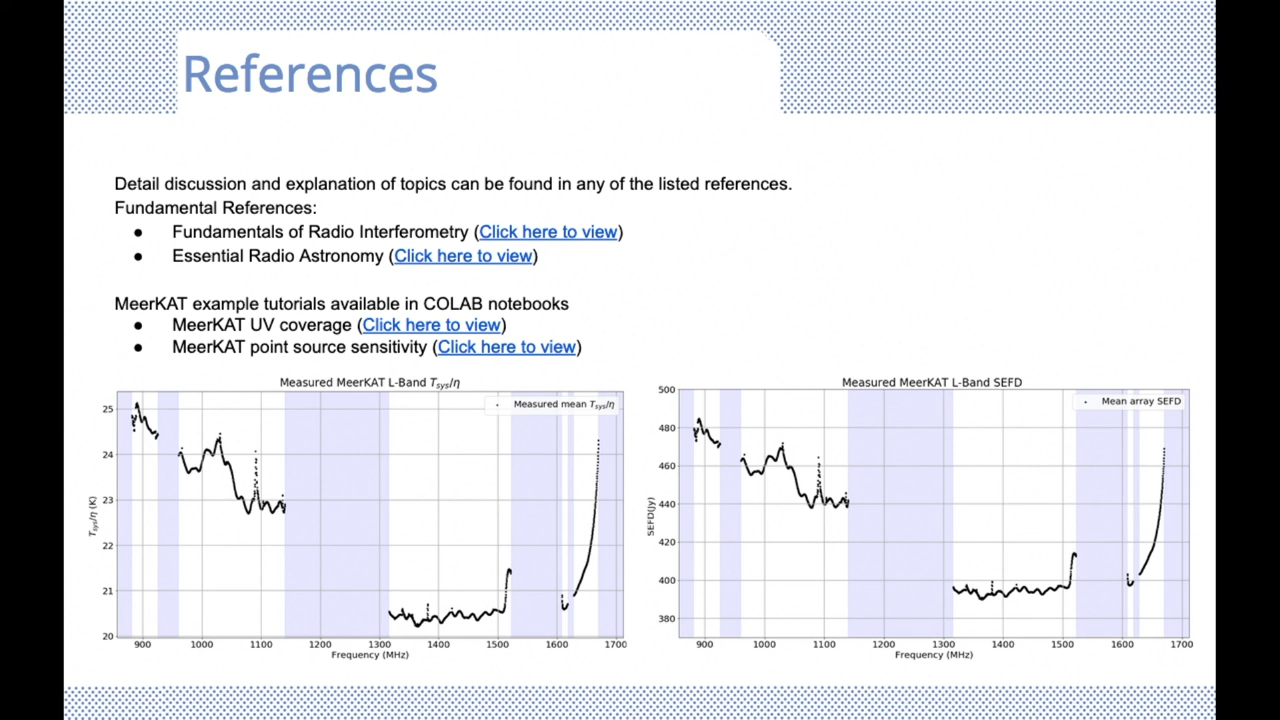 References
Detail discussion and explanation of topics can be found in any of the listed references.
Fundamental References:
● Fundamentals of Radio Interferometry (Click here to view)
● Essential Radio Astronomy (Click here to view)
MeerKAT example tutorials available in COLAB notebooks
● MeerKAT UV coverage (Click here to view)
● MeerKAT point source sensitivity (Click here to view)
Measured MeerKAT L-Band Tsys/η
Measured mean Tsys/η
Tsys/η (K)
25
24
23
22
21
20
900 1000 1100 1200 1300 1400 1500 1600 1700
Frequency (MHz)
Measured MeerKAT L-Band SEFD
Mean array SEFD
SEFD(Jy)
500
480
460
440
420
400
380
900 1000 1100 1200 1300 1400 1500 1600 1700
Frequency (MHz)